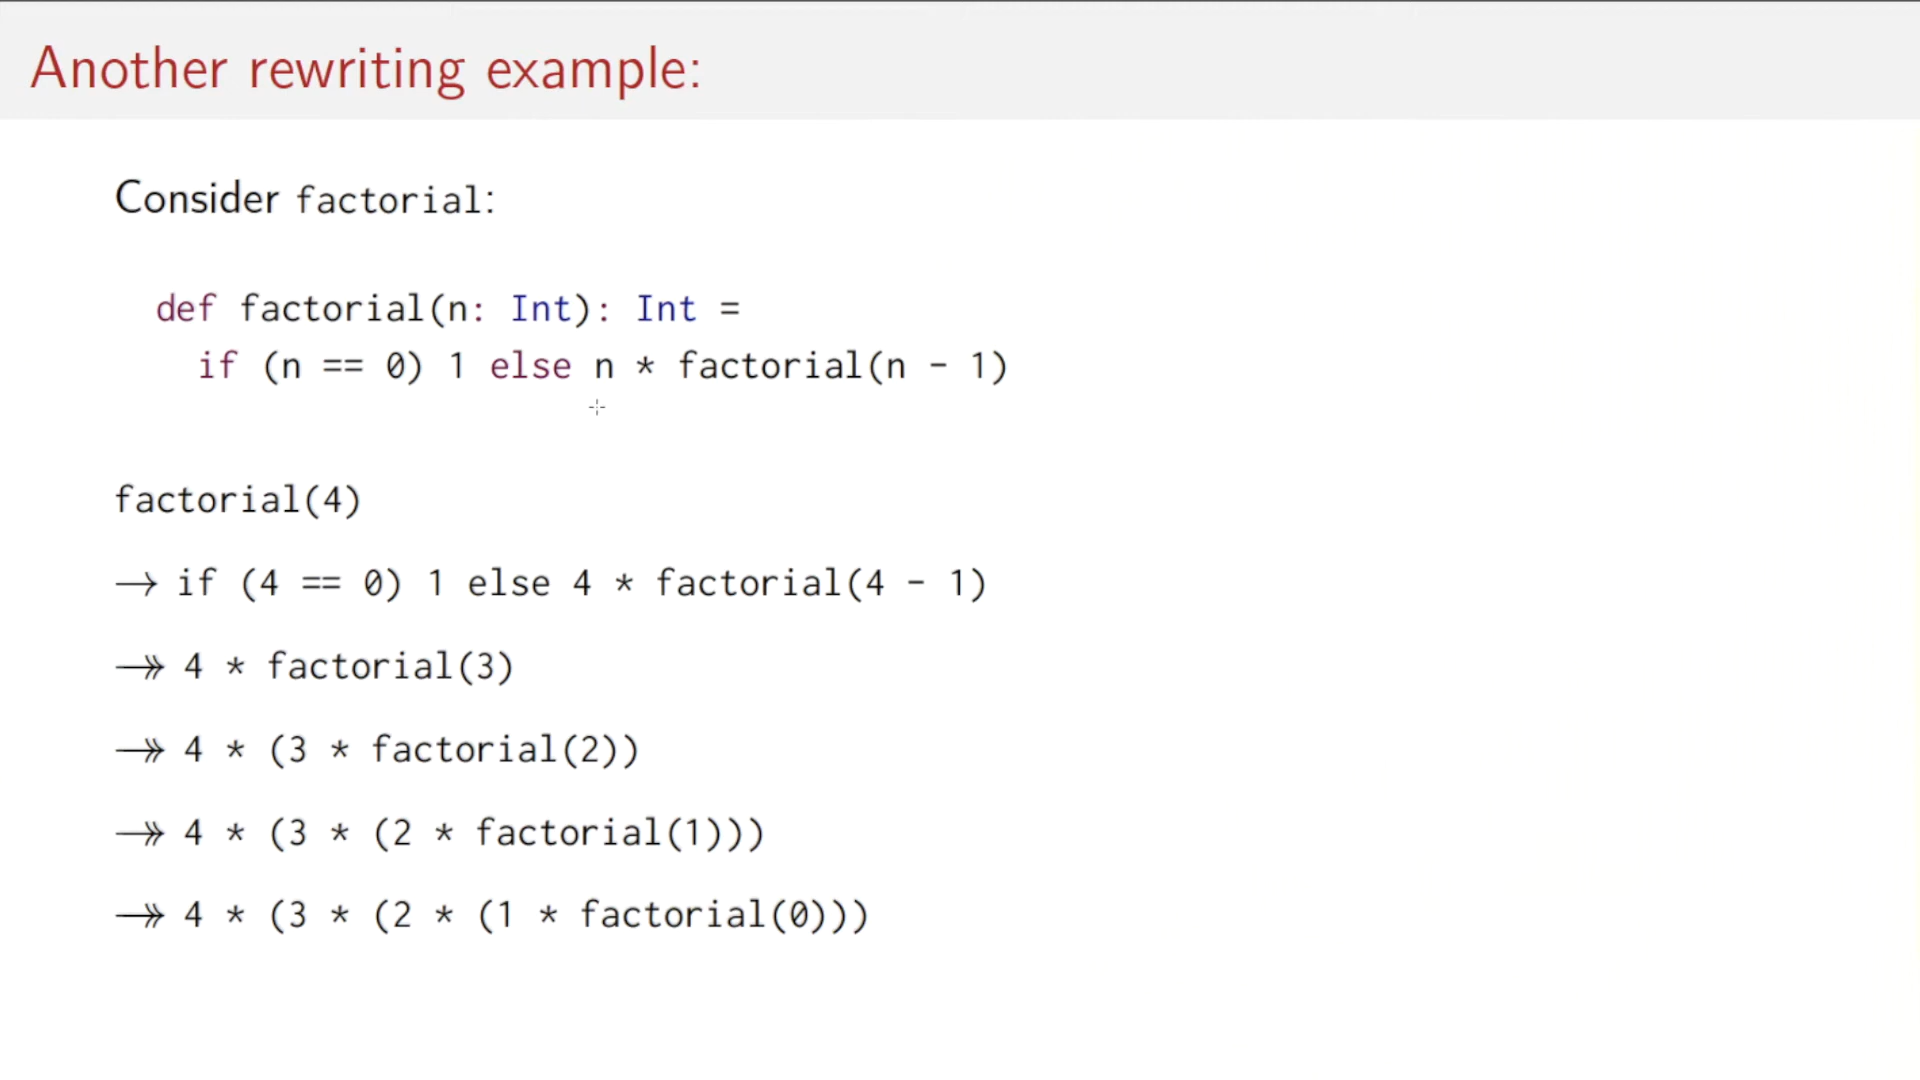 Another rewriting example:
Consider factorial:
def factorial(n: Int): Int =
if (n == 0) 1 else n * factorial(n - 1)
factorial(4)
→ if (4 == 0) 1 else 4 * factorial(4 - 1)
↠ 4 * factorial(3)
↠ 4 * (3 * factorial(2))
↠ 4 * (3 * (2 * factorial(1)))
↠ 4 * (3 * (2 * (1 * factorial(0)))